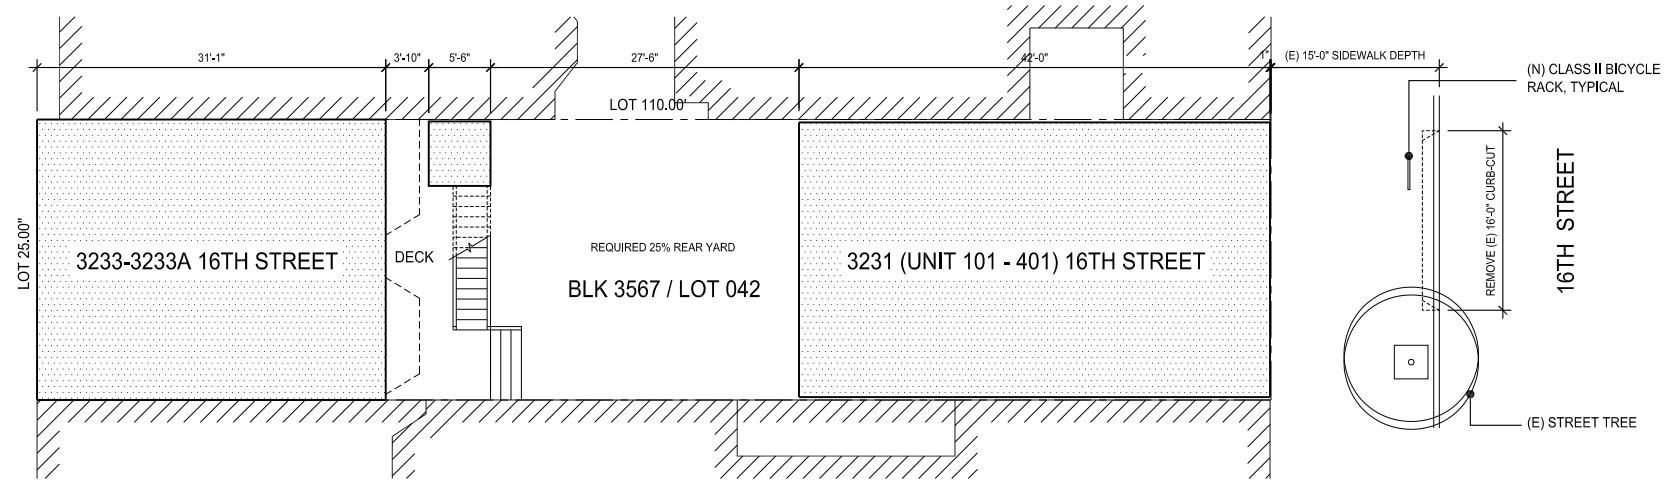 31'-1"
3'-10"
5'-6"
27'-6"
42'-0"
1"
(E) 15'-0" SIDEWALK DEPTH
(N) CLASS II BICYCLE
RACK, TYPICAL
LOT 110.00'
LOT 25.00"
3233-3233A 16TH STREET
DECK
REQUIRED 25% REAR YARD
BLK 3567 / LOT 042
3231 (UNIT 101 - 401) 16TH STREET
REMOVE (E) 16'-0" CURB-CUT
16TH STREET
(E) STREET TREE